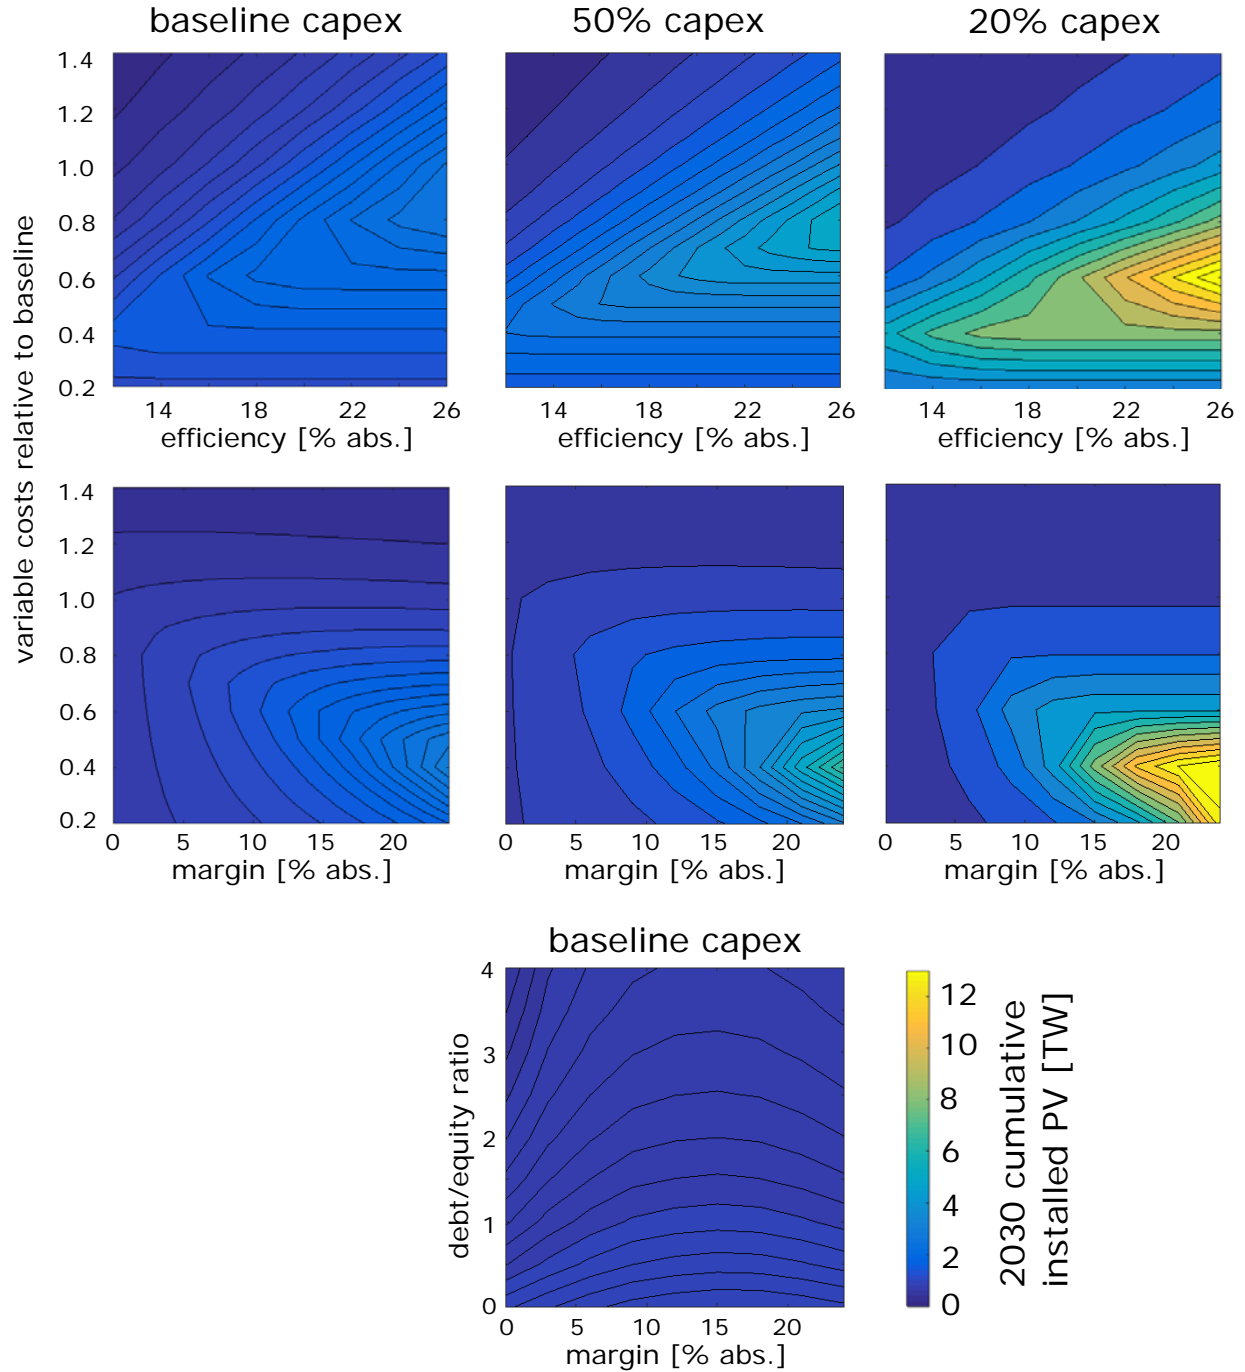 baseline capex
50% capex
20% capex
variable costs relative to baseline
1.4
1.2
1.0
0.8
0.6
0.4
0.2
14 18 22 26
efficiency [% abs.]
14 18 22 26
efficiency [% abs.]
14 18 22 26
efficiency [% abs.]
1.4
1.2
1.0
0.8
0.6
0.4
0.2
0 5 10 15 20
margin [% abs.]
0 5 10 15 20
margin [% abs.]
0 5 10 15 20
margin [% abs.]
baseline capex
debt/equity ratio
4
3
2
1
0
0 5 10 15 20
margin [% abs.]
12
10
8
6
4
2
0
2030 cumulative
installed PV [TW]